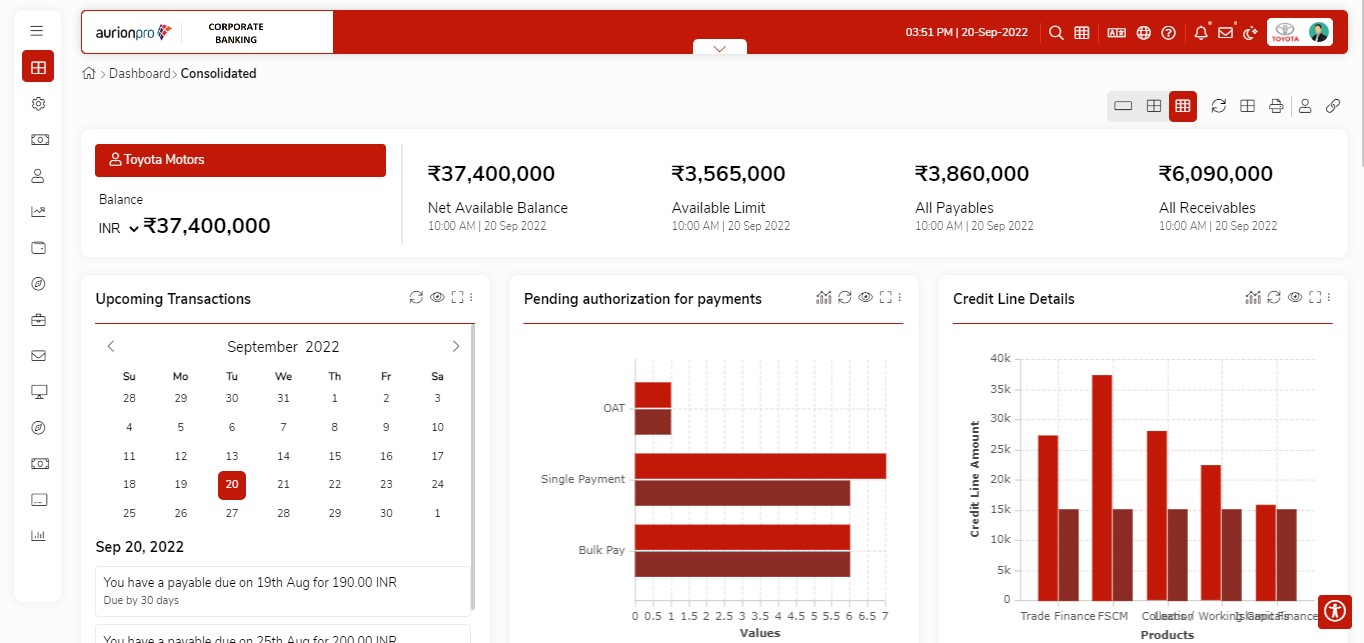 aurionpro
CORPORATE
BANKING
03:51 PM | 20-Sep-2022
TOYOTA
Dashboard > Consolidated
Toyota Motors
Balance
INR ₹37,400,000
₹37,400,000
Net Available Balance
10:00 AM | 20 Sep 2022
₹3,565,000
Available Limit
10:00 AM | 20 Sep 2022
₹3,860,000
All Payables
10:00 AM | 20 Sep 2022
₹6,090,000
All Receivables
10:00 AM | 20 Sep 2022
Upcoming Transactions
September 2022
Su Mo Tu We Th Fr Sa
28 29 30 31 1 2 3
4 5 6 7 8 9 10
11 12 13 14 15 16 17
18 19 20 21 22 23 24
25 26 27 28 29 30 1
Sep 20, 2022
You have a payable due on 19th Aug for 190.00 INR
Due by 30 days
You have a payable due on 25th Aug for 200.00 INR
Pending authorization for payments
OAT
Single Payment
Bulk Pay
0 0.5 1 1.5 2 2.5 3 3.5 4 4.5 5 5.5 6 6.5 7
Values
Credit Line Details
Credit Line Amount
40k
35k
30k
25k
20k
15k
10k
5k
0
Trade Finance FSCM Collection Loans / Working Capital Islamic Finance
Products